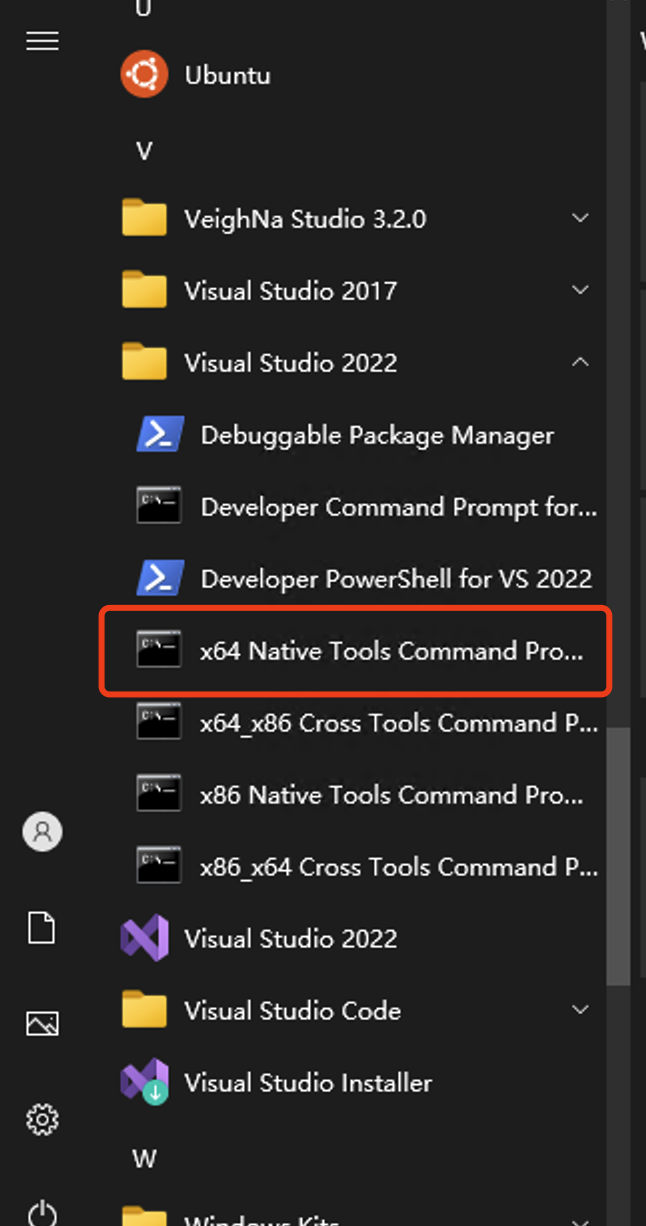 U
Ubuntu
V
VeighNa Studio 3.2.0
Visual Studio 2017
Visual Studio 2022
Debuggable Package Manager
Developer Command Prompt for...
Developer PowerShell for VS 2022
x64 Native Tools Command Pro...
x64_x86 Cross Tools Command P...
x86 Native Tools Command Pro...
x86_x64 Cross Tools Command P...
Visual Studio 2022
Visual Studio Code
Visual Studio Installer
W
Windows Kits